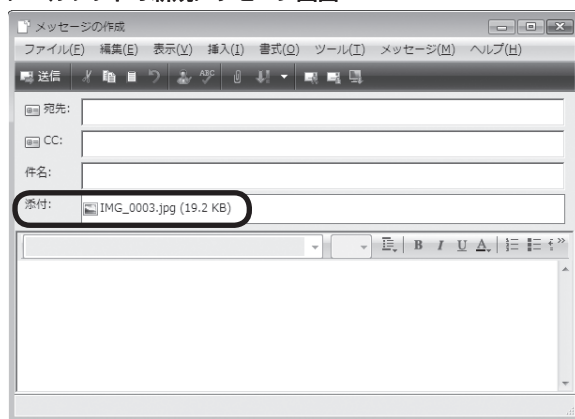 メッセージの作成
ファイル(F) 編集(E) 表示(V) 挿入(I) 書式(O) ツール(T) メッセージ(M) ヘルプ(H)
送信 ABC
宛先:
CC:
件名:
添付: IMG_0003.jpg (19.2 KB)
B I U A